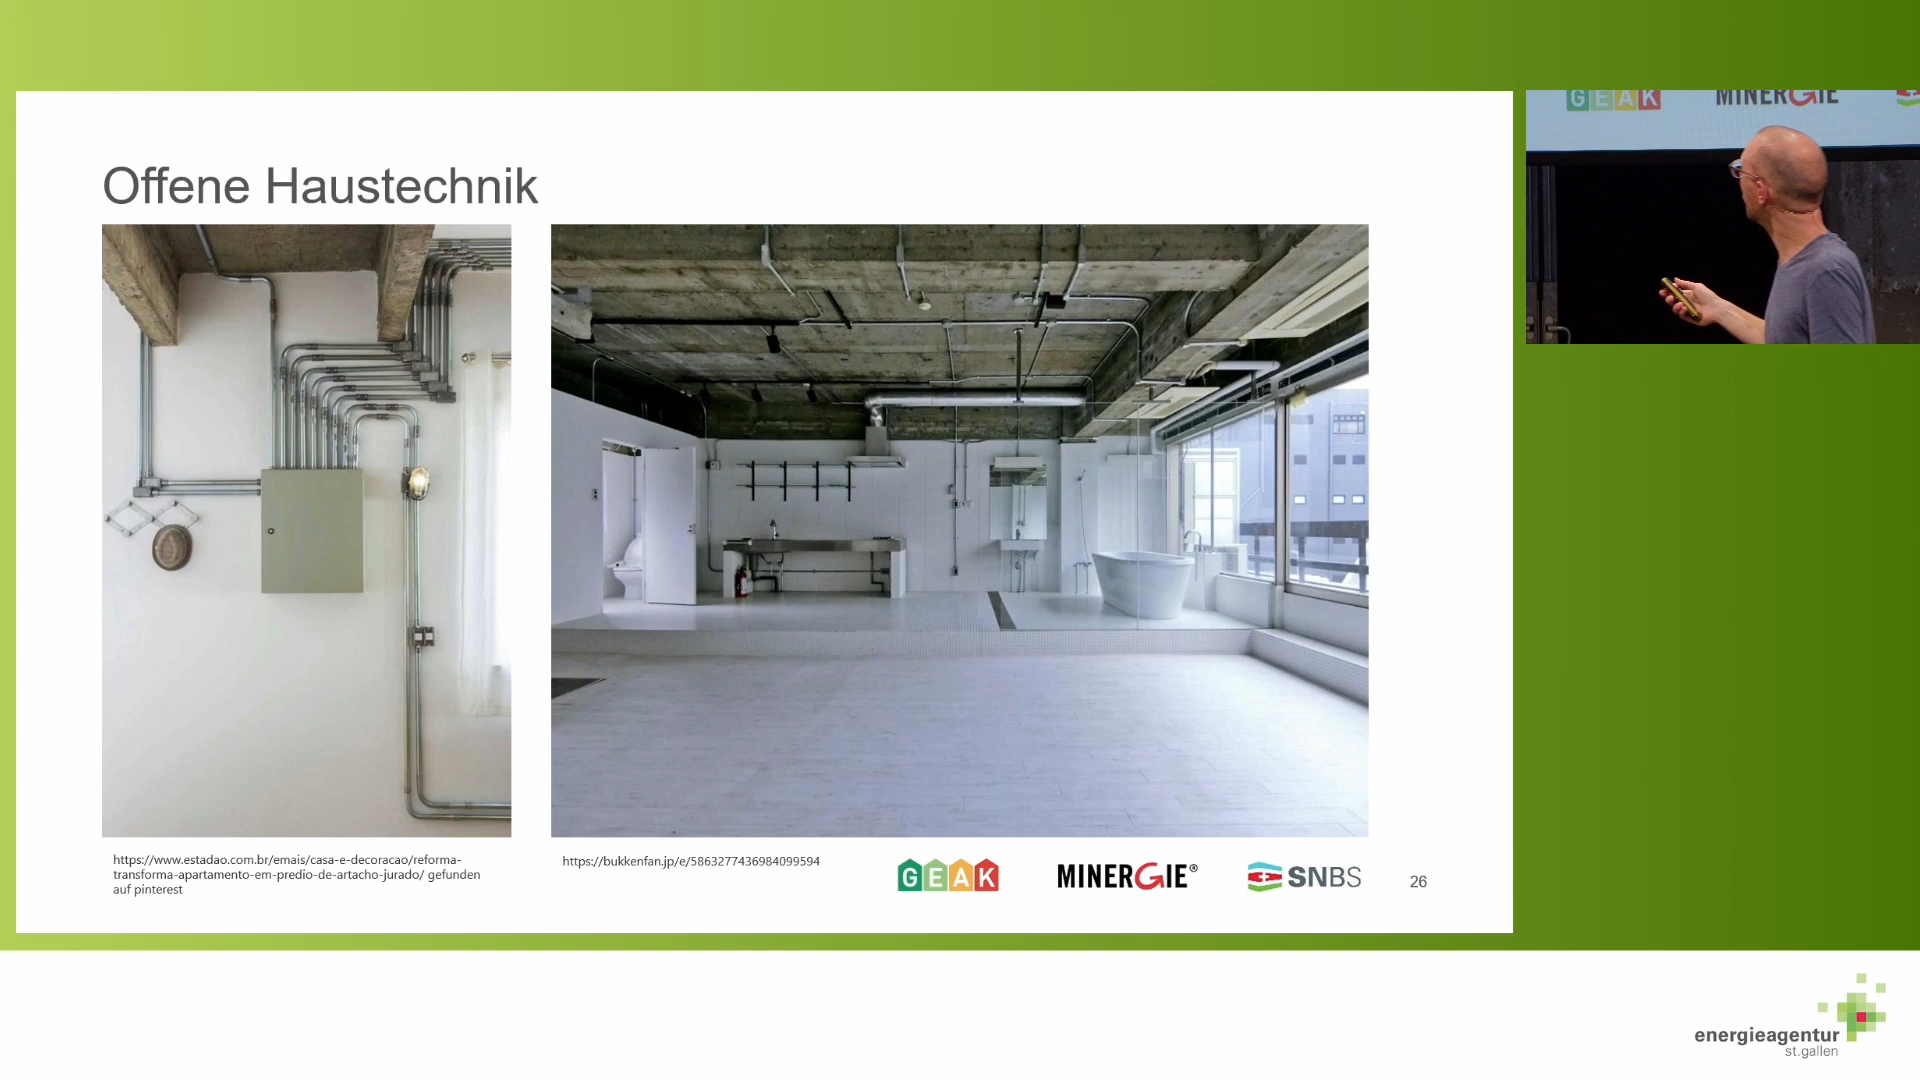 GEAK MINERGIE
Offene Haustechnik
https://www.estadao.com.br/emais/casa-e-decoracao/reforma-
transforma-apartamento-em-predio-de-artacho-jurado/ gefunden
auf pinterest
https://bukkenfan.jp/e/5863277436984099594
GEAK MINERGIE® SNBS 26
energieagentur
st.gallen